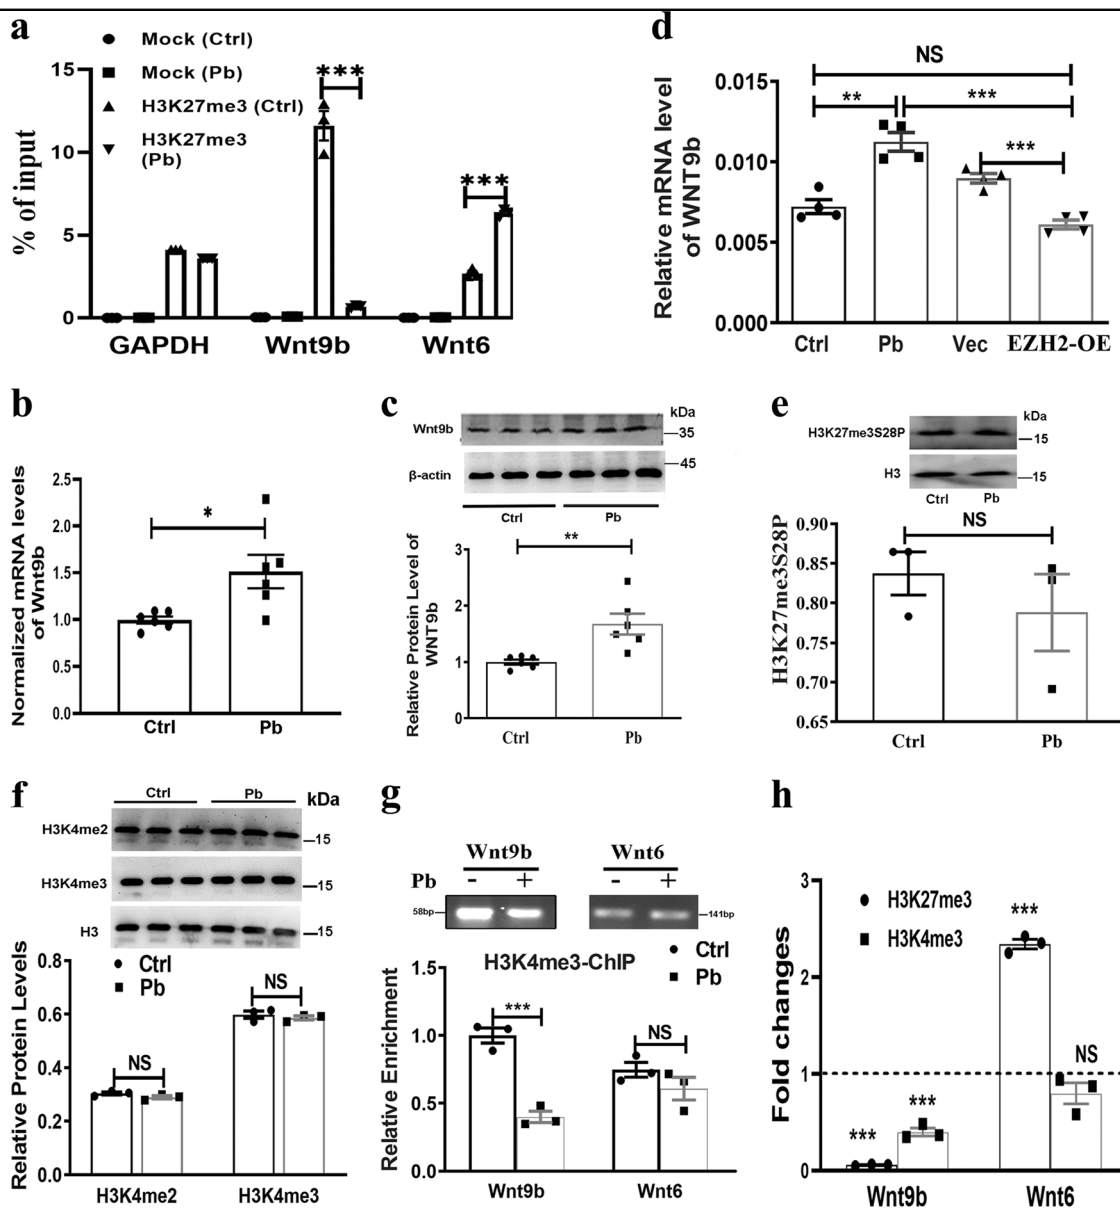 a
Mock (Ctrl)
Mock (Pb)
H3K27me3 (Ctrl)
H3K27me3
(Pb)
% of input
15
10
5
0
***
***
GAPDH
Wnt9b
Wnt6
d
Relative mRNA level
of WNT9b
0.015
0.010
0.005
0.000
NS
**
***
***
Ctrl
Pb
Vec
EZH2-OE
b
Normalized mRNA levels
of Wnt9b
2.5
2.0
1.5
1.0
0.5
0.0
*
Ctrl
Pb
c
kDa
Wnt9b
35
β-actin
45
Ctrl
Pb
Relative Protein Level of
WNT9b
3
2
1
0
**
Ctrl
Pb
e
kDa
H3K27me3S28P
15
H3
15
Ctrl
Pb
H3K27me3S28P
0.90
0.85
0.80
0.75
0.70
0.65
NS
Ctrl
Pb
f
Ctrl
Pb
kDa
H3K4me2
15
H3K4me3
15
H3
15
Ctrl
Pb
Relative Protein Levels
0.8
0.6
0.4
0.2
0.0
NS
NS
H3K4me2
H3K4me3
g
Wnt9b
Wnt6
Pb
-
+
-
+
58bp
141bp
Ctrl
Pb
H3K4me3-ChIP
Relative Enrichment
1.5
1.0
0.5
0.0
***
NS
Wnt9b
Wnt6
h
H3K27me3
H3K4me3
Fold changes
3
2
1
0
***
***
***
NS
Wnt9b
Wnt6